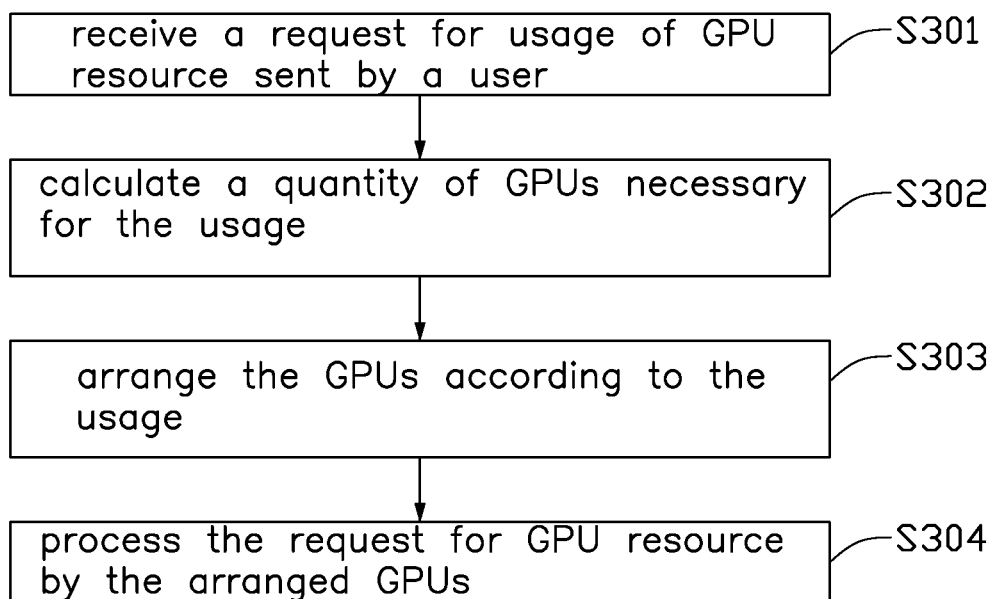 receive a request for usage of GPU
resource sent by a user
S301
calculate a quantity of GPUs necessary
for the usage
S302
arrange the GPUs according to the
usage
S303
process the request for GPU resource
by the arranged GPUs
S304